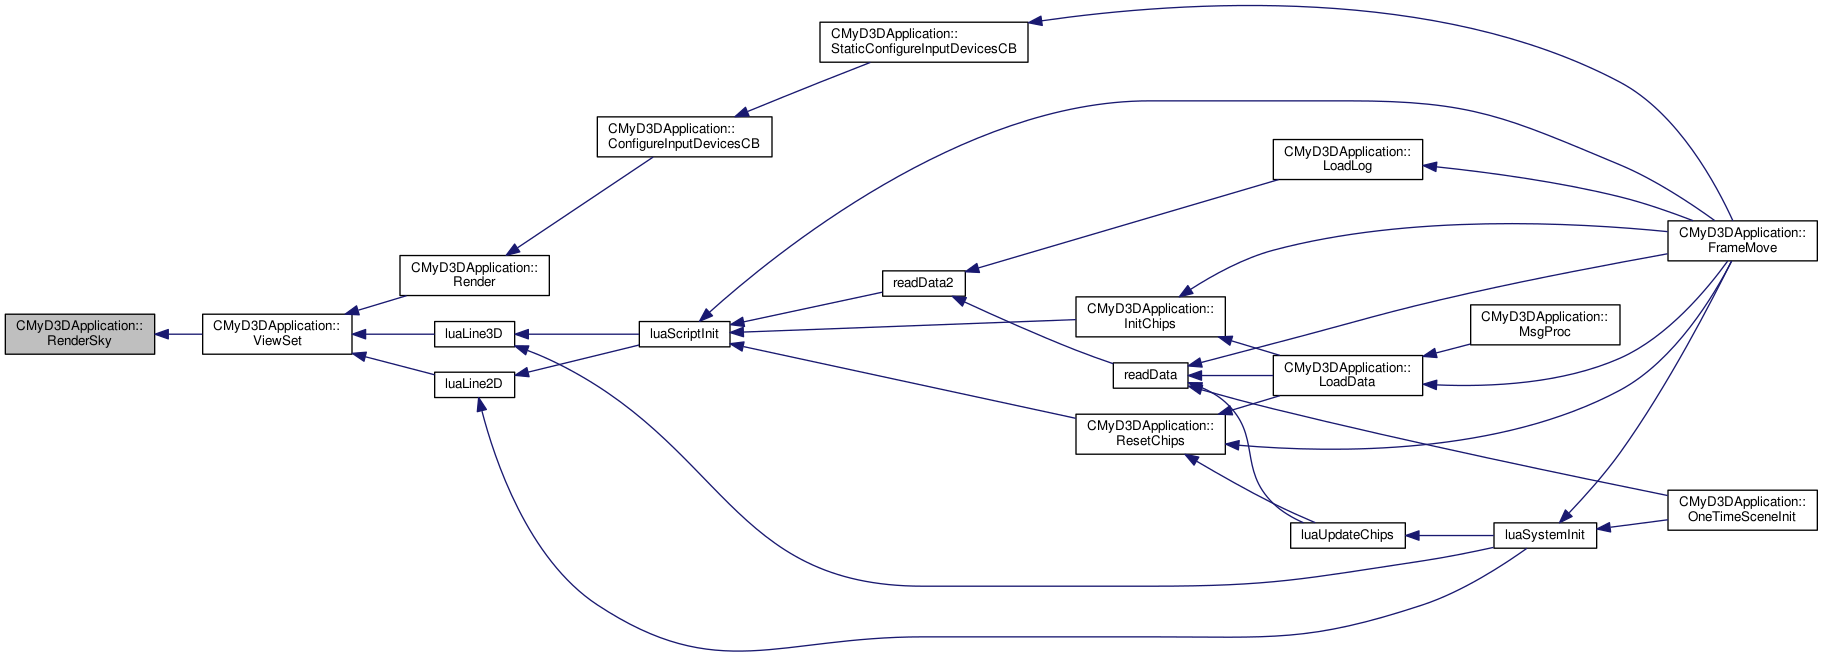 CMyD3DApplication::
RenderSky
CMyD3DApplication::
ViewSet
CMyD3DApplication::
Render
luaLine3D
luaLine2D
CMyD3DApplication::
ConfigureInputDevicesCB
luaScriptInit
CMyD3DApplication::
StaticConfigureInputDevicesCB
readData2
CMyD3DApplication::
InitChips
readData
CMyD3DApplication::
ResetChips
CMyD3DApplication::
LoadLog
CMyD3DApplication::
LoadData
luaUpdateChips
CMyD3DApplication::
MsgProc
luaSystemInit
CMyD3DApplication::
FrameMove
CMyD3DApplication::
OneTimeSceneInit